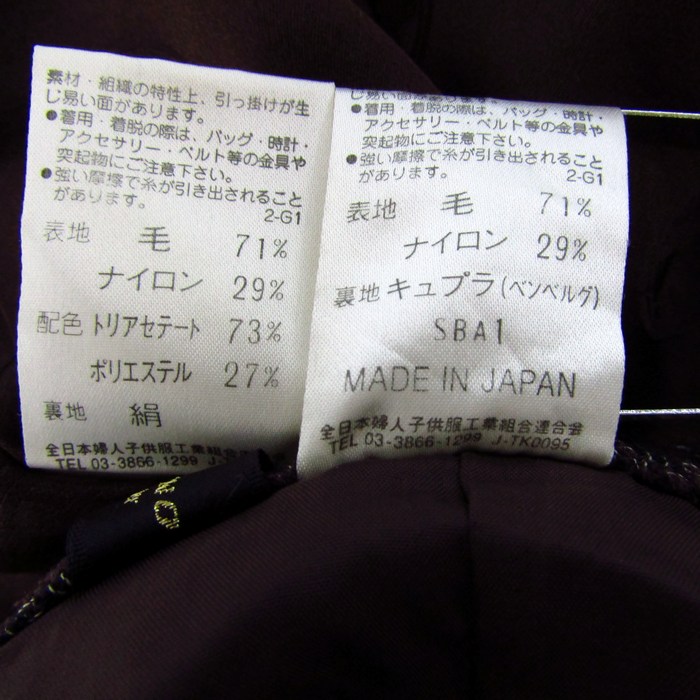 素材・組織の特性上、引っ掛けが生
じ易い面があります。
●着用・着脱の際は、バッグ・時計・
アクセサリー・ベルト等の金具や
突起物にご注意下さい。
●強い摩擦で糸が引き出されること
があります。
2-G1
表地 毛 71%
ナイロン 29%
配色 トリアセテート 73%
ポリエステル 27%
裏地 絹
全日本婦人子供服工業組合連合会
TEL 03-3866-1299 J-TK0095
じ易い面があります。
●着用・着脱の際は、バッグ・時計・
アクセサリー・ベルト等の金具や
突起物にご注意下さい。
●強い摩擦で糸が引き出されること
があります。
2-G1
表地 毛 71%
ナイロン 29%
裏地 キュプラ(ベンベルグ)
SBA1
MADE IN JAPAN
全日本婦人子供服工業組合連合会
TEL 03-3866-1299 J-TK0095